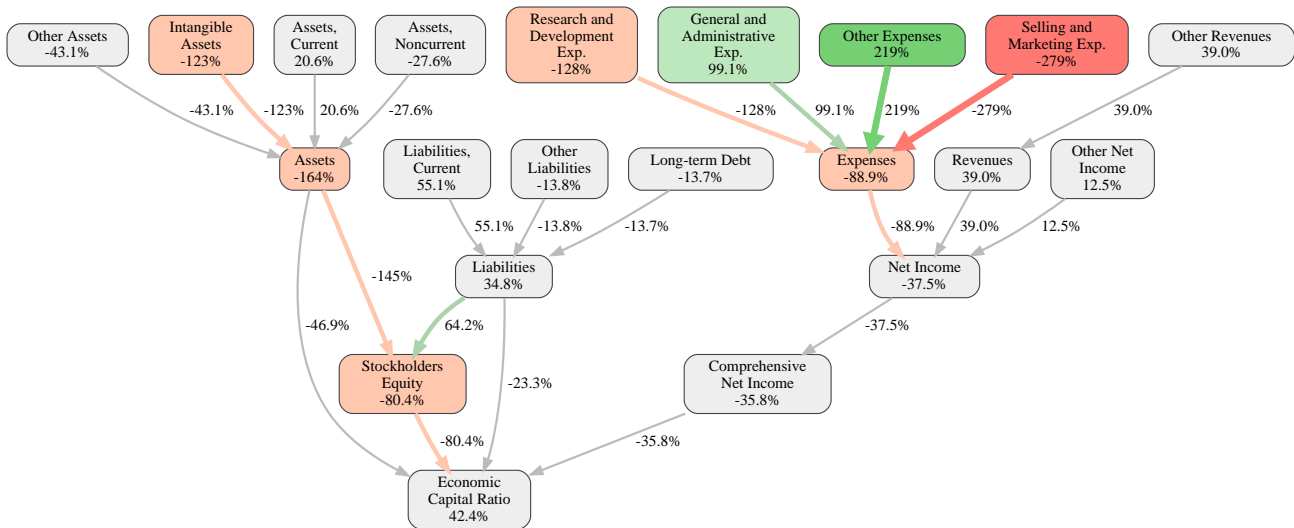 Other Assets
-43.1%
Intangible
Assets
-123%
Assets,
Current
20.6%
Assets,
Noncurrent
-27.6%
Research and
Development
Exp.
-128%
General and
Administrative
Exp.
99.1%
Other Expenses
219%
Selling and
Marketing Exp.
-279%
Other Revenues
39.0%
-43.1%
-123%
20.6%
-27.6%
-128%
99.1%
219%
-279%
39.0%
Assets
-164%
Liabilities,
Current
55.1%
Other
Liabilities
-13.8%
Long-term Debt
-13.7%
Expenses
-88.9%
Revenues
39.0%
Other Net
Income
12.5%
55.1%
-13.8%
-13.7%
-88.9%
39.0%
12.5%
-145%
Liabilities
34.8%
Net Income
-37.5%
-46.9%
64.2%
-37.5%
Stockholders
Equity
-80.4%
-23.3%
Comprehensive
Net Income
-35.8%
-80.4%
-35.8%
Economic
Capital Ratio
42.4%